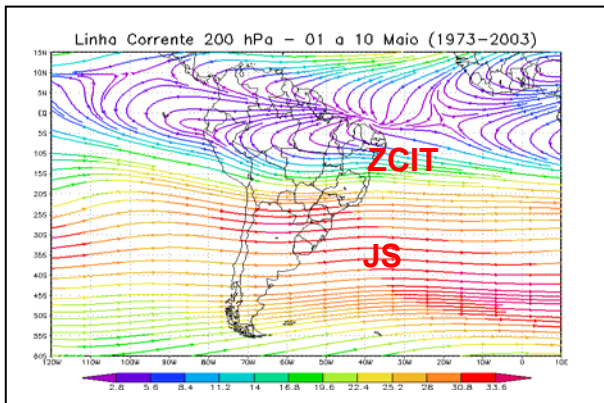 Linha Corrente 200 hPa – 01 a 10 Maio (1973–2003)
15N
10N
5N
EQ
5S
10S
15S
20S
25S
30S
35S
40S
45S
50S
55S
60S
ZCIT
JS
120W 110W 100W 90W 80W 70W 60W 50W 40W 30W 20W 10W 0 10E
2.8 5.6 8.4 11.2 14 16.8 19.6 22.4 25.2 28 30.8 33.6